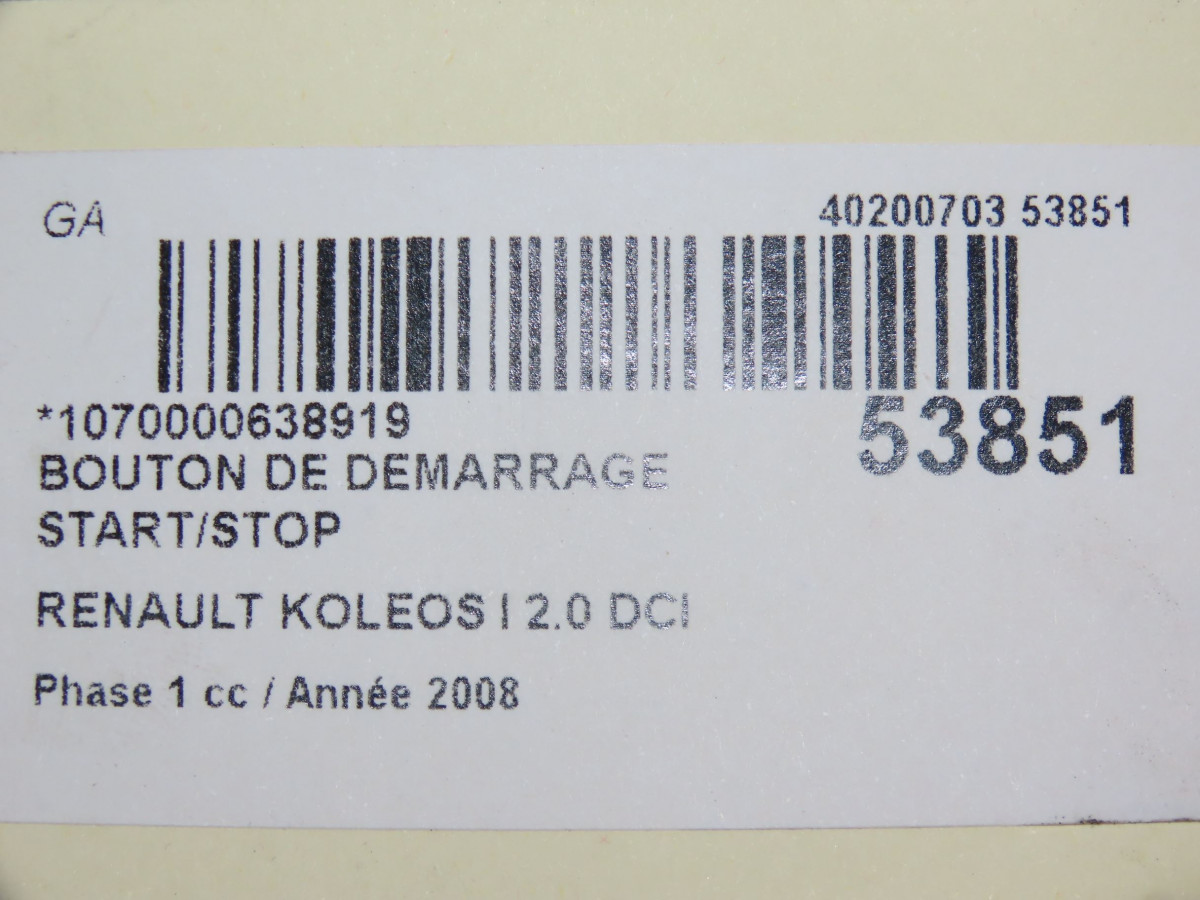 GA
40200703 53851
*1070000638919
53851
BOUTON DE DEMARRAGE
START/STOP
RENAULT KOLEOS I 2.0 DCI
Phase 1 cc / Année 2008